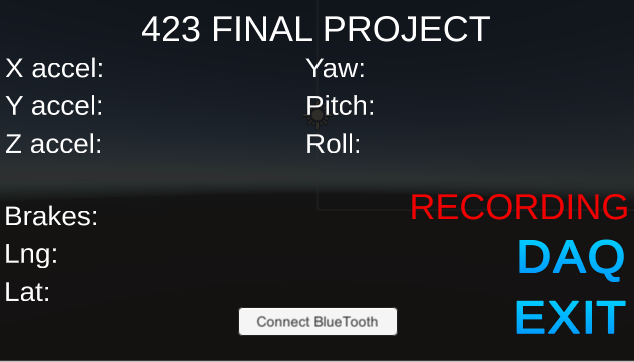 423 FINAL PROJECT
X accel:
Y accel:
Z accel:
Yaw:
Pitch:
Roll:
Brakes:
Lng:
Lat:
RECORDING
DAQ
EXIT
Connect BlueTooth